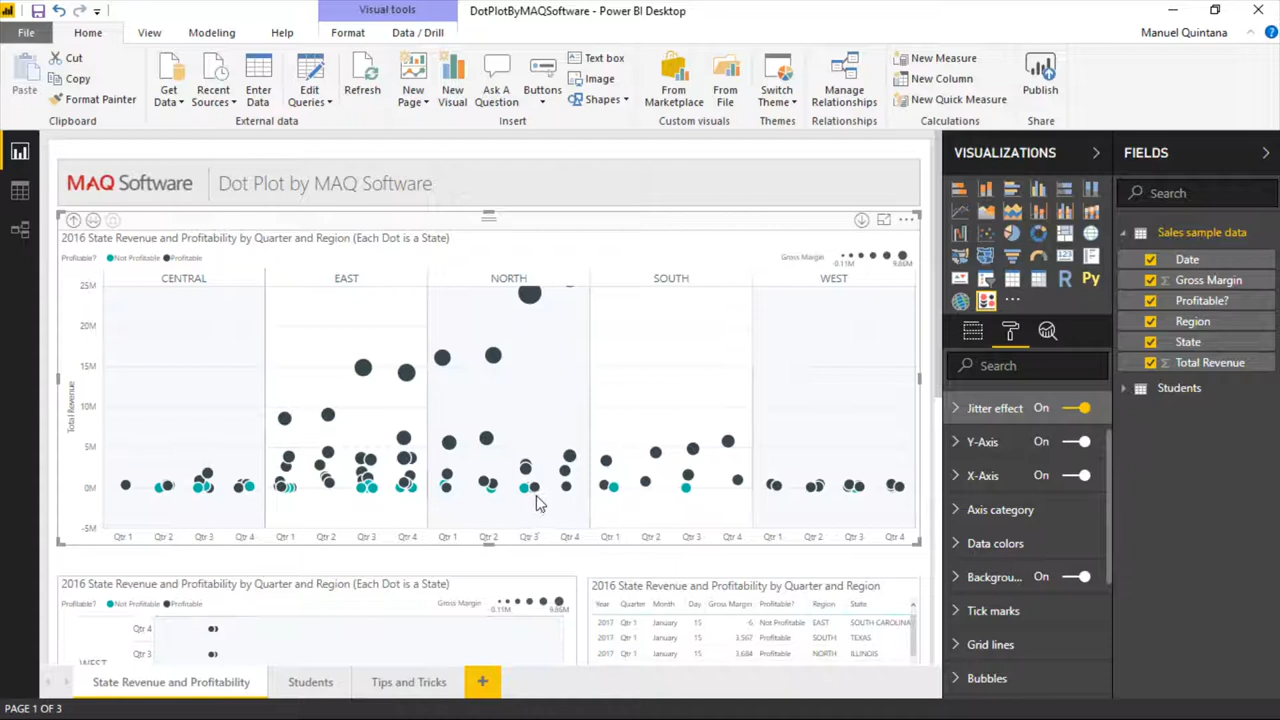 Visual tools
DotPlotByMAQSoftware - Power BI Desktop
File Home View Modeling Help Format Data / Drill
Manuel Quintana
Paste
Cut
Copy
Format Painter
Clipboard
Get Data
Recent Sources
Enter Data
Edit Queries
Refresh
External data
New Page
New Visual
Ask A Question
Buttons
Text box
Image
Shapes
Insert
From Marketplace
From File
Custom visuals
Switch Theme
Themes
Manage Relationships
Relationships
New Measure
New Column
New Quick Measure
Calculations
Publish
Share
MAQ Software Dot Plot by MAQ Software
2016 State Revenue and Profitability by Quarter and Region (Each Dot is a State)
Profitable? Not Profitable Profitable
Gross Margin
-0.11M 9.86M
CENTRAL EAST NORTH SOUTH WEST
Total Revenue
25M
20M
15M
10M
5M
0M
-5M
Qtr 1 Qtr 2 Qtr 3 Qtr 4 Qtr 1 Qtr 2 Qtr 3 Qtr 4 Qtr 1 Qtr 2 Qtr 3 Qtr 4 Qtr 1 Qtr 2 Qtr 3 Qtr 4 Qtr 1 Qtr 2 Qtr 3 Qtr 4
2016 State Revenue and Profitability by Quarter and Region (Each Dot is a State)
Profitable? Not Profitable Profitable
Gross Margin
-0.11M 9.86M
Qtr 4
Qtr 3
WEST
2016 State Revenue and Profitability by Quarter and Region
Year Quarter Month Day Gross Margin Profitable? Region State
2017 Qtr 1 January 15 -6 Not Profitable EAST SOUTH CAROLINA
2017 Qtr 1 January 15 3,567 Profitable SOUTH TEXAS
2017 Qtr 1 January 15 3,684 Profitable NORTH ILLINOIS
State Revenue and Profitability Students Tips and Tricks +
PAGE 1 OF 3
VISUALIZATIONS
R Py
Search
Jitter effect On
Y-Axis On
X-Axis On
Axis category
Data colors
Backgrou... On
Tick marks
Grid lines
Bubbles
FIELDS
Search
Sales sample data
Date
Σ Gross Margin
Profitable?
Region
State
Σ Total Revenue
Students